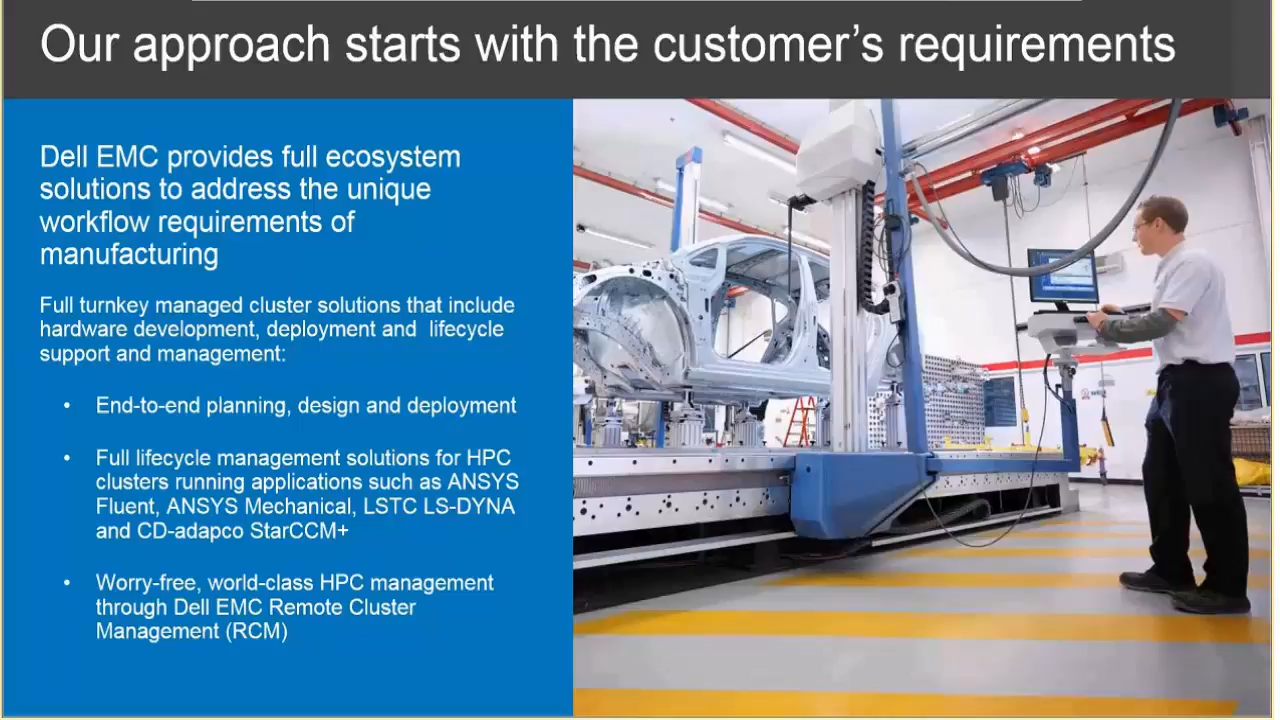 Our approach starts with the customer’s requirements
Dell EMC provides full ecosystem
solutions to address the unique
workflow requirements of
manufacturing
Full turnkey managed cluster solutions that include
hardware development, deployment and lifecycle
support and management:
• End-to-end planning, design and deployment
• Full lifecycle management solutions for HPC
clusters running applications such as ANSYS
Fluent, ANSYS Mechanical, LSTC LS-DYNA
and CD-adapco StarCCM+
• Worry-free, world-class HPC management
through Dell EMC Remote Cluster
Management (RCM)